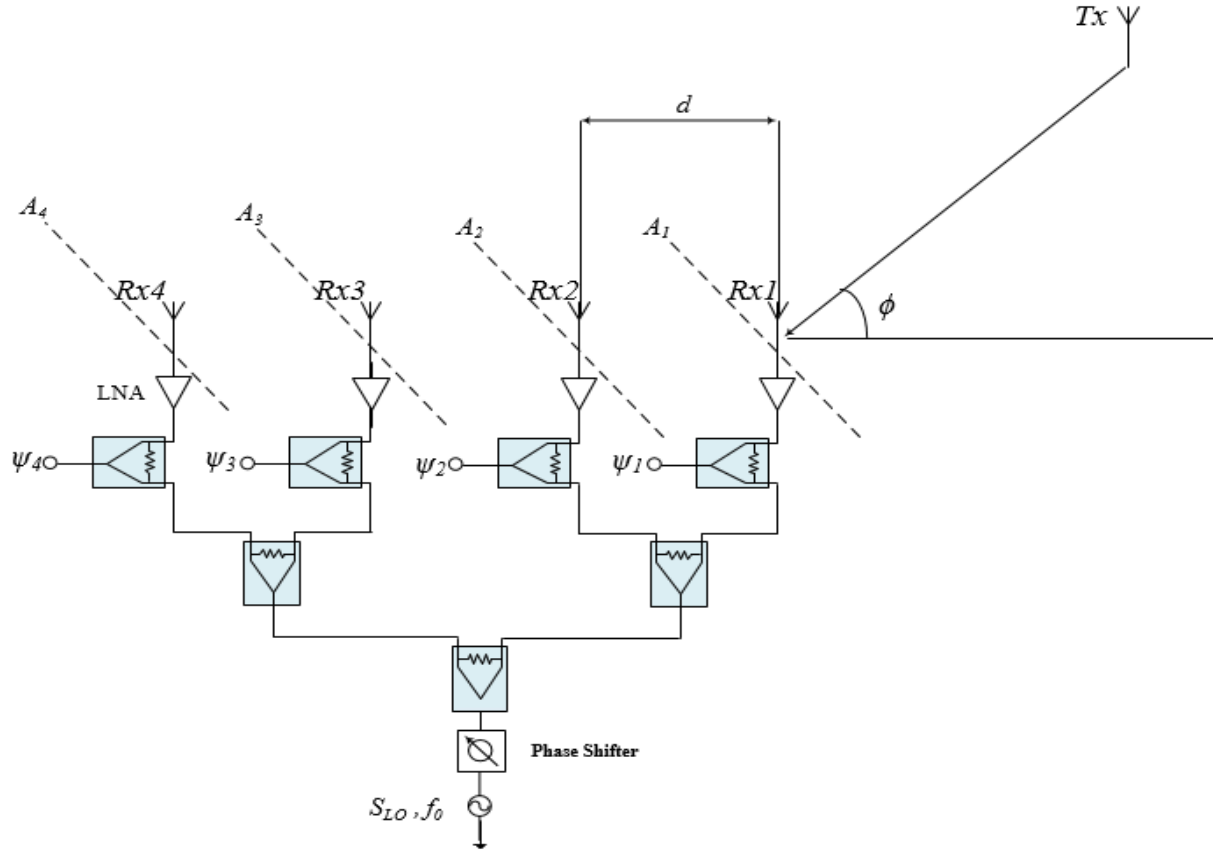 Tx
d
A4 A3 A2 A1
Rx4 Rx3 Rx2 Rx1
ϕ
LNA
ψ4 ψ3 ψ2 ψ1
Phase Shifter
SLO , f0